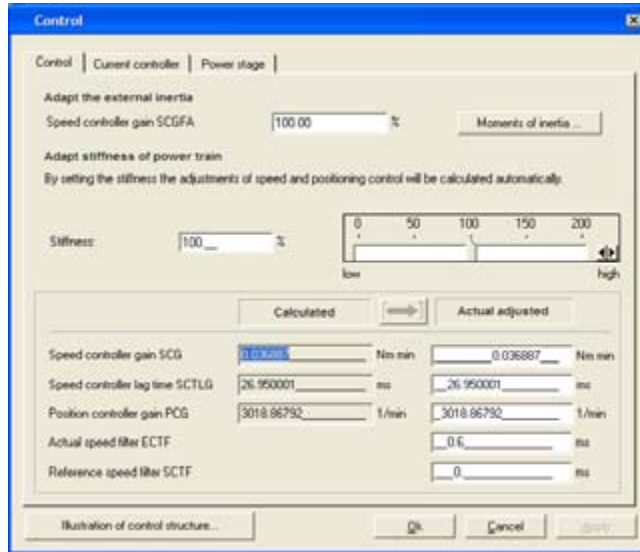 Control
Control Current controller Power stage
Adapt the external inertia
Speed controller gain SCGFA 100.00 % Moments of inertia ...
Adapt stiffness of power train
By setting the stiffness the adjustments of speed and positioning control will be calculated automatically.
0 50 100 150 200
Stiffness 100__ %
low high
Calculated Actual adjusted
Speed controller gain SCG 0.036887 Nm min 0.036887 Nm min
Speed controller lag time SCTLG 26.950001 ms 26.950001 ms
Position controller gain PCG 3018.86792 1/min 3018.86792 1/min
Actual speed filter ECTF 0.6 ms
Reference speed filter SCTF 0 ms
Illustration of control structure... Ok Cancel Apply